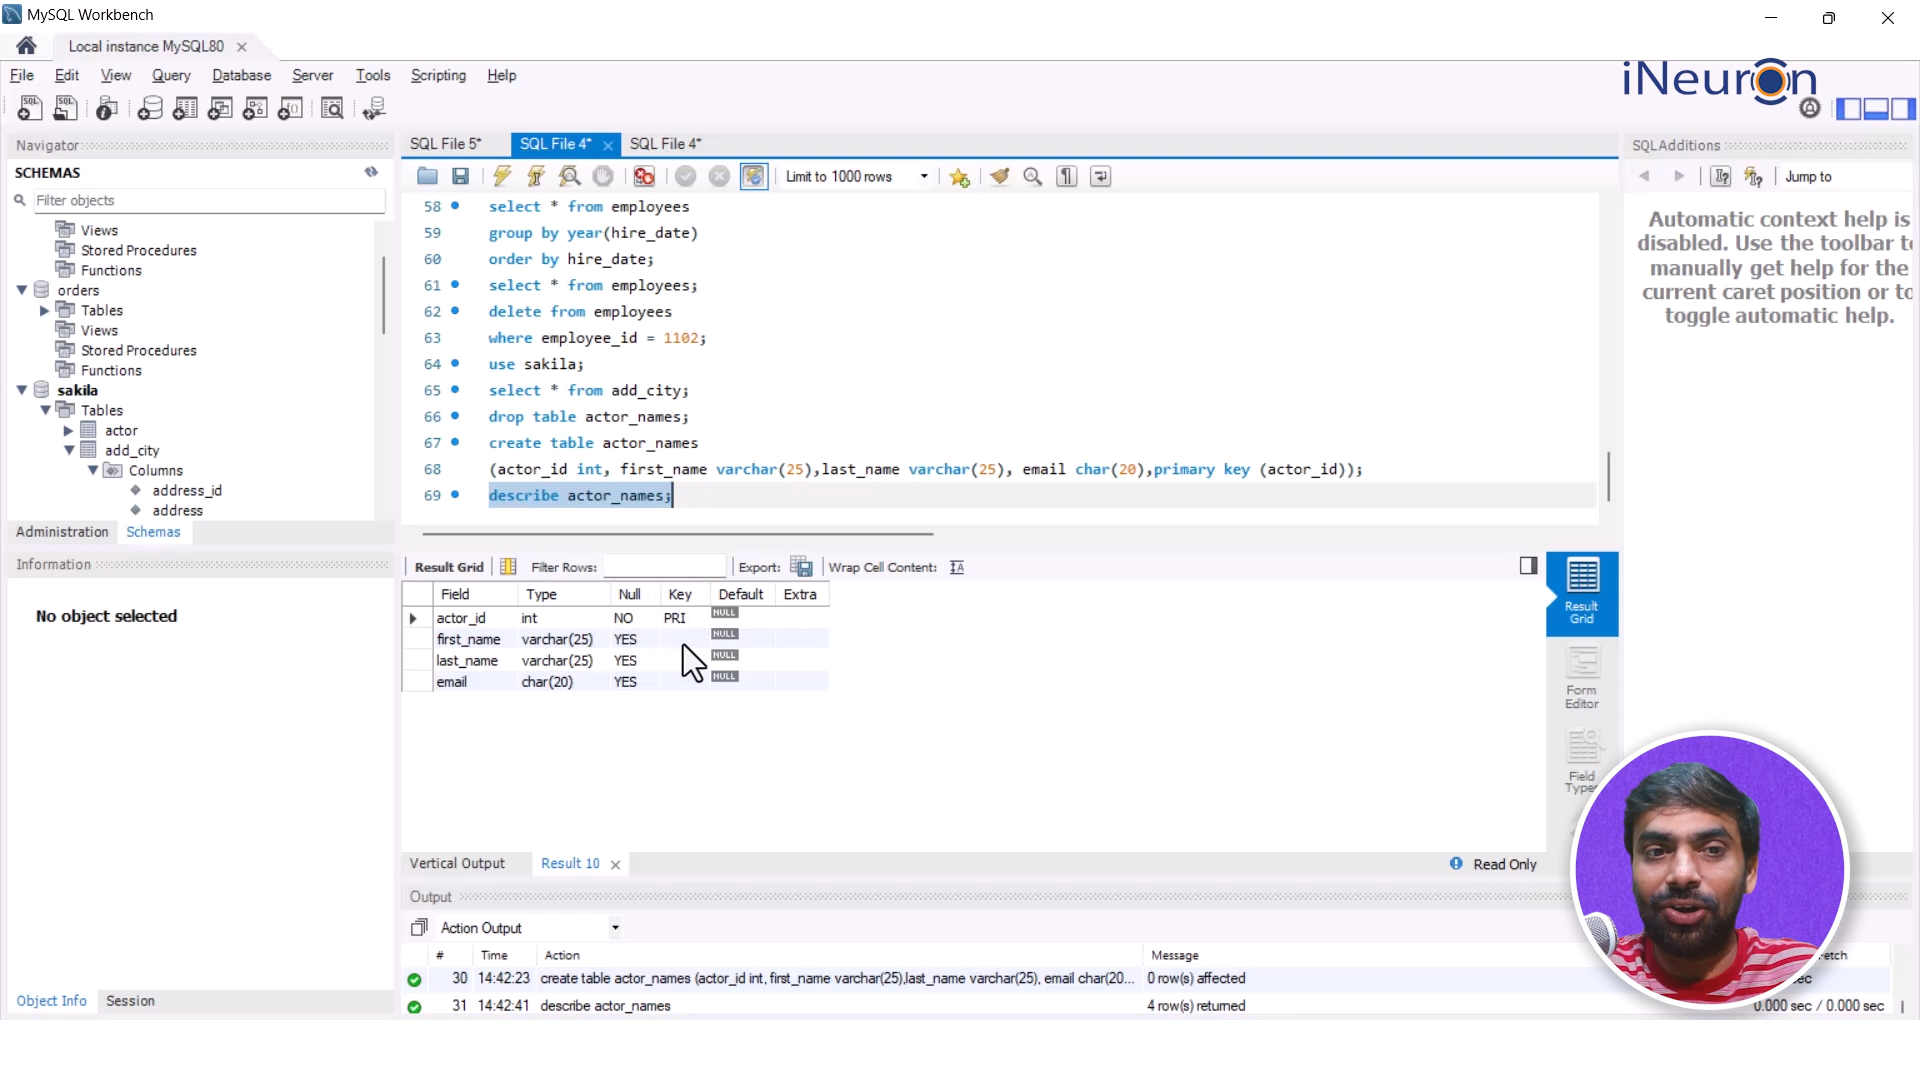 MySQL Workbench
Local instance MySQL80
File Edit View Query Database Server Tools Scripting Help
iNeuron
Navigator
SCHEMAS
Filter objects
Views
Stored Procedures
Functions
orders
Tables
Views
Stored Procedures
Functions
sakila
Tables
actor
add_city
Columns
address_id
address
Administration Schemas
Information
No object selected
Object Info Session
SQL File 5* SQL File 4* SQL File 4*
Limit to 1000 rows
58 select * from employees
59 group by year(hire_date)
60 order by hire_date;
61 select * from employees;
62 delete from employees
63 where employee_id = 1102;
64 use sakila;
65 select * from add_city;
66 drop table actor_names;
67 create table actor_names
68 (actor_id int, first_name varchar(25),last_name varchar(25), email char(20),primary key (actor_id));
69 describe actor_names;
Result Grid Filter Rows: Export: Wrap Cell Content:
Field Type Null Key Default Extra
actor_id int NO PRI NULL
first_name varchar(25) YES NULL
last_name varchar(25) YES NULL
email char(20) YES NULL
Result Grid
Form Editor
Field Types
Vertical Output Result 10 Read Only
Output
Action Output
# Time Action Message
30 14:42:23 create table actor_names (actor_id int, first_name varchar(25),last_name varchar(25), email char(20... 0 row(s) affected
31 14:42:41 describe actor_names 4 row(s) returned 0.000 sec / 0.000 sec
SQLAdditions
Jump to
Automatic context help is
disabled. Use the toolbar to
manually get help for the
current caret position or to
toggle automatic help.